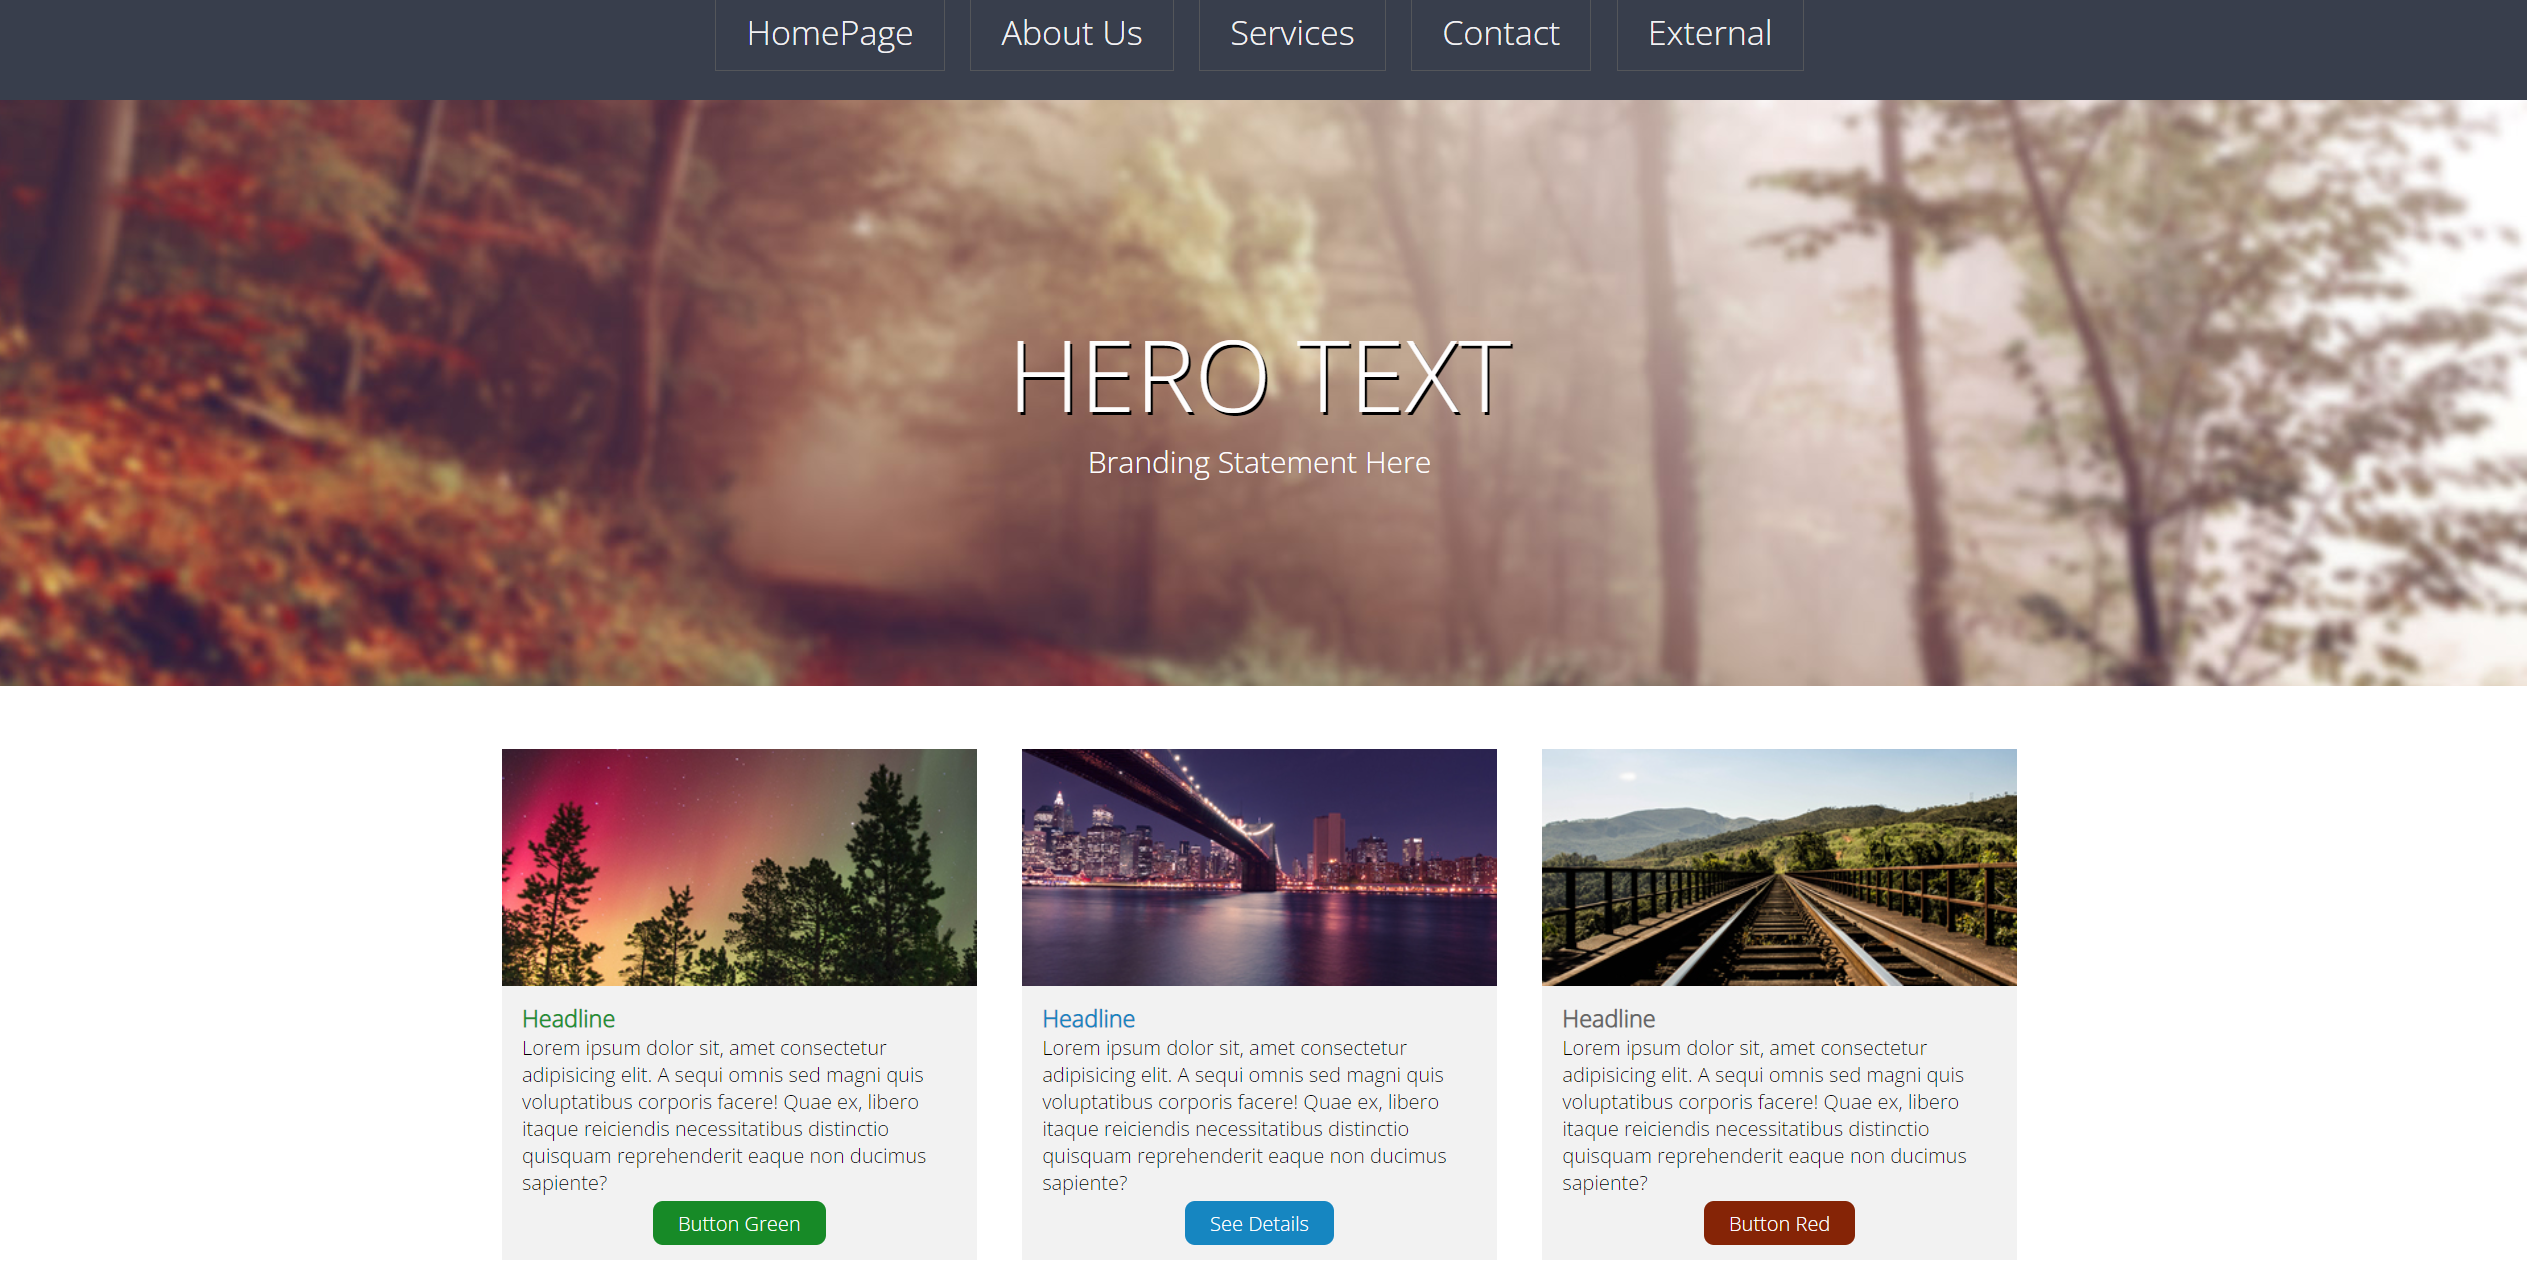 HomePage About Us Services Contact External
HERO TEXT
Branding Statement Here
Headline
Lorem ipsum dolor sit, amet consectetur
adipisicing elit. A sequi omnis sed magni quis
voluptatibus corporis facere! Quae ex, libero
itaque reiciendis necessitatibus distinctio
quisquam reprehenderit eaque non ducimus
sapiente?
Button Green
Headline
Lorem ipsum dolor sit, amet consectetur
adipisicing elit. A sequi omnis sed magni quis
voluptatibus corporis facere! Quae ex, libero
itaque reiciendis necessitatibus distinctio
quisquam reprehenderit eaque non ducimus
sapiente?
See Details
Headline
Lorem ipsum dolor sit, amet consectetur
adipisicing elit. A sequi omnis sed magni quis
voluptatibus corporis facere! Quae ex, libero
itaque reiciendis necessitatibus distinctio
quisquam reprehenderit eaque non ducimus
sapiente?
Button Red